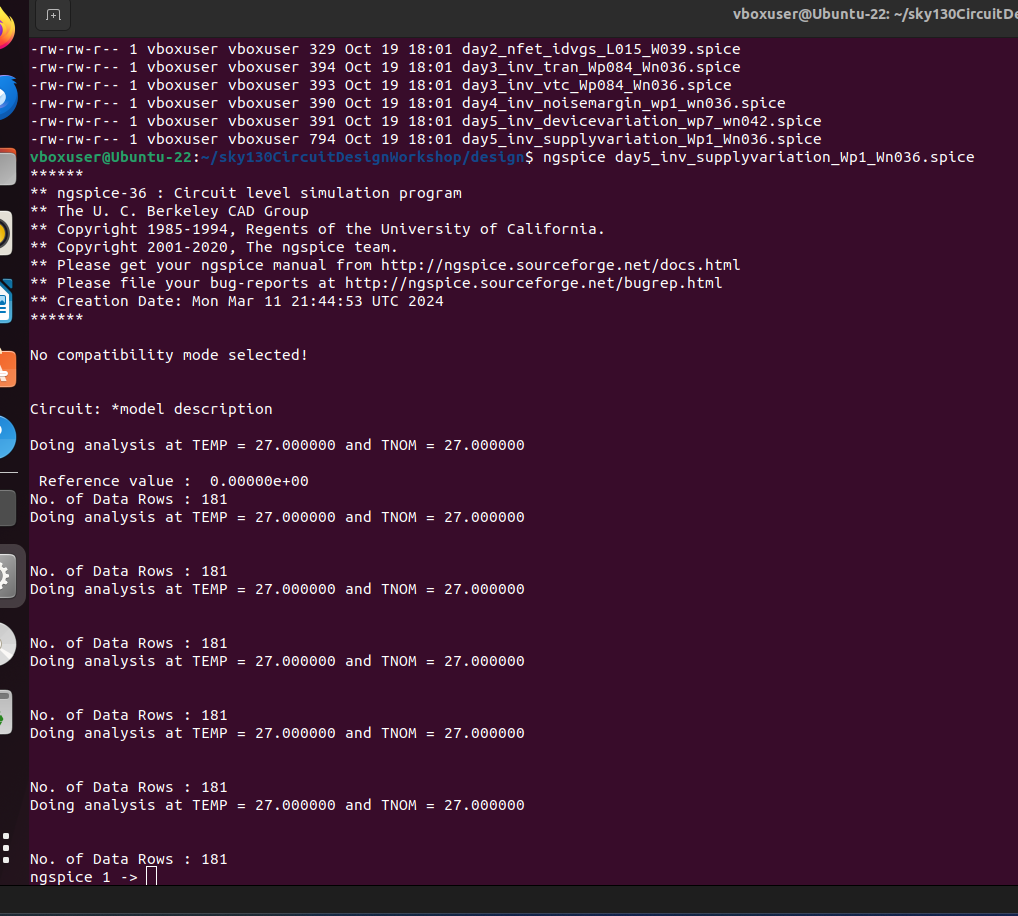 vboxuser@Ubuntu-22: ~/sky130CircuitDe
-rw-rw-r-- 1 vboxuser vboxuser 329 Oct 19 18:01 day2_nfet_idvgs_L015_W039.spice
-rw-rw-r-- 1 vboxuser vboxuser 394 Oct 19 18:01 day3_inv_tran_Wp084_Wn036.spice
-rw-rw-r-- 1 vboxuser vboxuser 393 Oct 19 18:01 day3_inv_vtc_Wp084_Wn036.spice
-rw-rw-r-- 1 vboxuser vboxuser 390 Oct 19 18:01 day4_inv_noisemargin_wp1_wn036.spice
-rw-rw-r-- 1 vboxuser vboxuser 391 Oct 19 18:01 day5_inv_devicevariation_wp7_wn042.spice
-rw-rw-r-- 1 vboxuser vboxuser 794 Oct 19 18:01 day5_inv_supplyvariation_Wp1_Wn036.spice
vboxuser@Ubuntu-22:~/sky130CircuitDesignWorkshop/design$ ngspice day5_inv_supplyvariation_Wp1_Wn036.spice
******
** ngspice-36 : Circuit level simulation program
** The U. C. Berkeley CAD Group
** Copyright 1985-1994, Regents of the University of California.
** Copyright 2001-2020, The ngspice team.
** Please get your ngspice manual from http://ngspice.sourceforge.net/docs.html
** Please file your bug-reports at http://ngspice.sourceforge.net/bugrep.html
** Creation Date: Mon Mar 11 21:44:53 UTC 2024
******
No compatibility mode selected!
Circuit: *model description
Doing analysis at TEMP = 27.000000 and TNOM = 27.000000
Reference value :  0.00000e+00
No. of Data Rows : 181
Doing analysis at TEMP = 27.000000 and TNOM = 27.000000
No. of Data Rows : 181
Doing analysis at TEMP = 27.000000 and TNOM = 27.000000
No. of Data Rows : 181
Doing analysis at TEMP = 27.000000 and TNOM = 27.000000
No. of Data Rows : 181
Doing analysis at TEMP = 27.000000 and TNOM = 27.000000
No. of Data Rows : 181
Doing analysis at TEMP = 27.000000 and TNOM = 27.000000
No. of Data Rows : 181
ngspice 1 ->